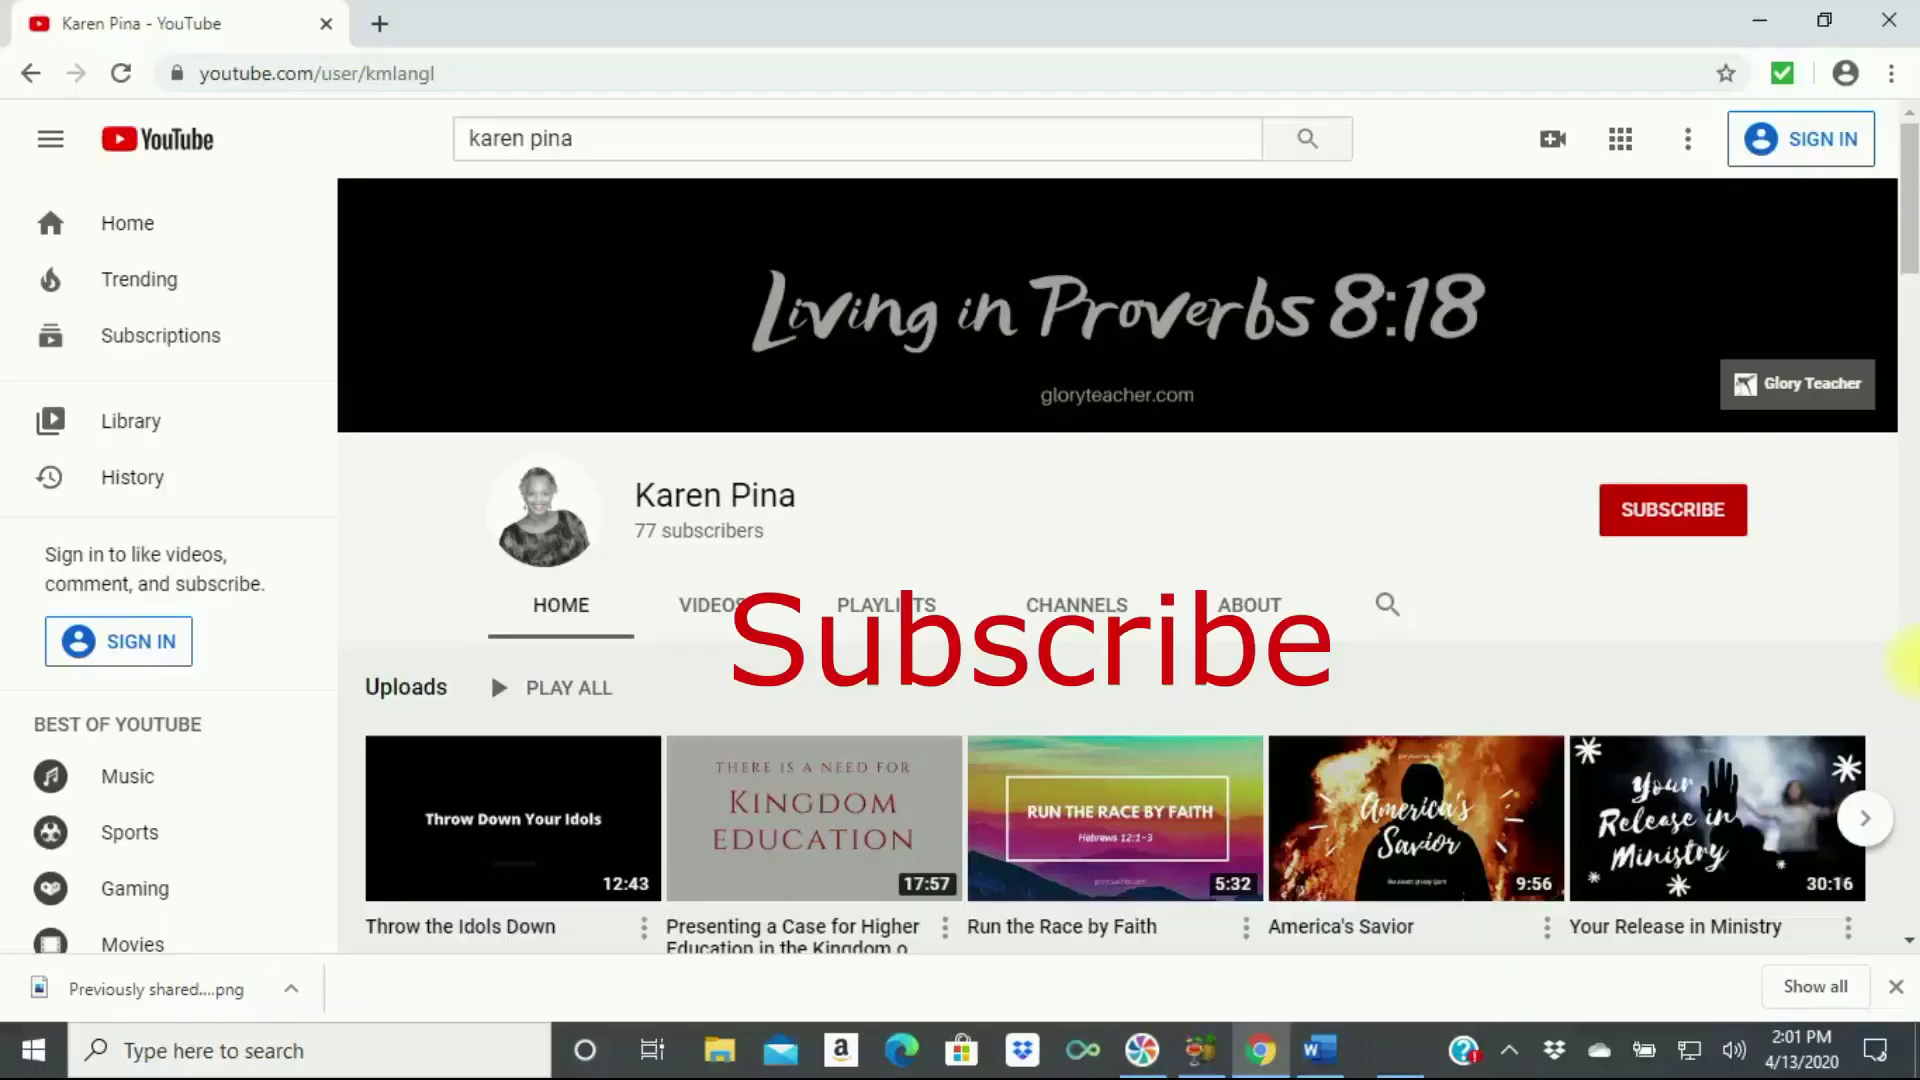 Karen Pina - YouTube
youtube.com/user/kmlangl
YouTube
karen pina
SIGN IN
Home
Trending
Subscriptions
Library
History
Sign in to like videos,
comment, and subscribe.
SIGN IN
BEST OF YOUTUBE
Music
Sports
Gaming
Movies
Living in Proverbs 8:18
gloryteacher.com
Glory Teacher
Karen Pina
77 subscribers
SUBSCRIBE
HOME VIDEOS PLAYLISTS CHANNELS ABOUT
Subscribe
Uploads PLAY ALL
Throw Down Your Idols
12:43
Throw the Idols Down
THERE IS A NEED FOR
KINGDOM
EDUCATION
17:57
Presenting a Case for Higher
Education in the Kingdom o
RUN THE RACE BY FAITH
Hebrews 12:1-3
5:32
Run the Race by Faith
America's
Savior
9:56
America's Savior
Your
Release in
Ministry
30:16
Your Release in Ministry
Previously shared....png
Show all
Type here to search
2:01 PM
4/13/2020